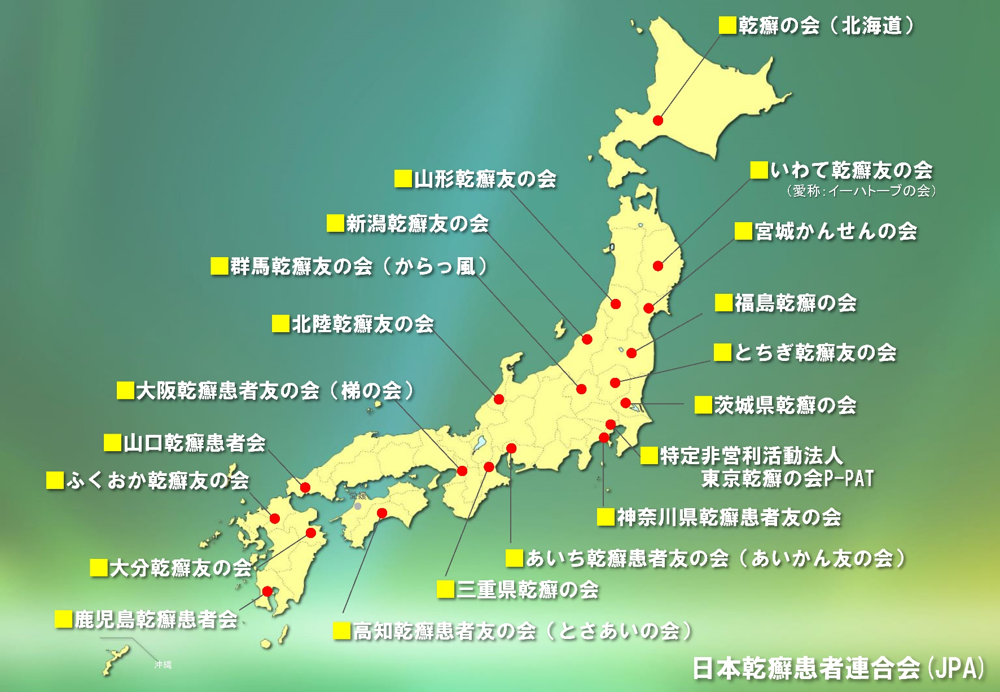 ■乾癬の会（北海道）
■いわて乾癬友の会
（愛称：イーハトーブの会）
■山形乾癬友の会
■新潟乾癬友の会
■宮城かんせんの会
■群馬乾癬友の会（からっ風）
■福島乾癬の会
■北陸乾癬友の会
■とちぎ乾癬友の会
■大阪乾癬患者友の会（梯の会）
■茨城県乾癬の会
■山口乾癬患者会
■特定非営利活動法人
東京乾癬の会P-PAT
■ふくおか乾癬友の会
愛媛
■神奈川県乾癬患者友の会
■あいち乾癬患者友の会（あいかん友の会）
■大分乾癬友の会
■三重県乾癬の会
■鹿児島乾癬患者会
■高知乾癬患者友の会（とさあいの会）
沖縄
日本乾癬患者連合会(JPA)